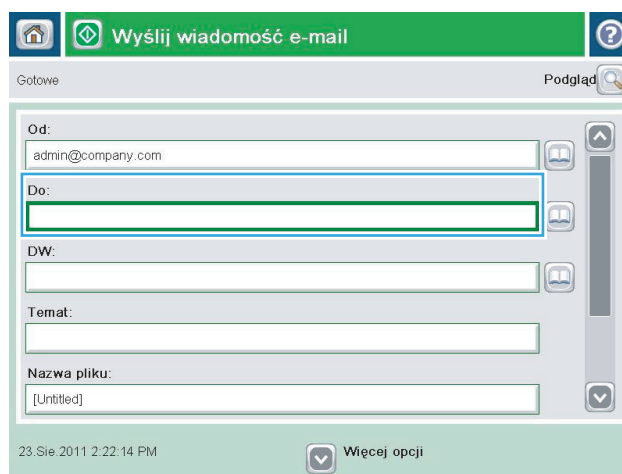 Wyślij wiadomość e-mail
Gotowe
Podgląd
Od:
admin@company.com
Do:
DW:
Temat:
Nazwa pliku:
[Untitled]
23.Sie.2011 2:22:14 PM
Więcej opcji